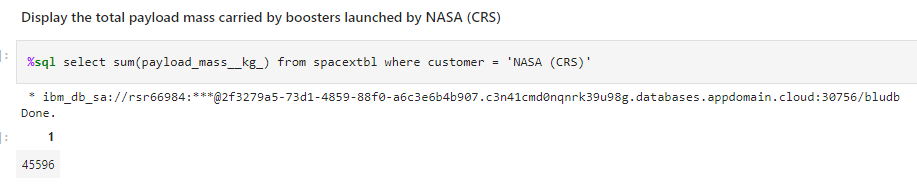 Display the total payload mass carried by boosters launched by NASA (CRS)
]: %sql select sum(payload_mass__kg_) from spacextbl where customer = 'NASA (CRS)'
* ibm_db_sa://rsr66984:***@2f3279a5-73d1-4859-88f0-a6c3e6b4b907.c3n41cmd0nqnrk39u98g.databases.appdomain.cloud:30756/bludb
Done.
]: 1
45596